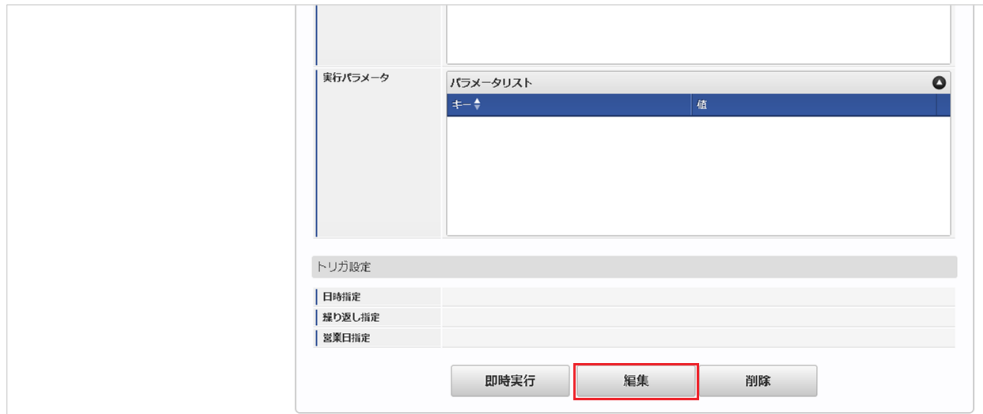 実行パラメータ
パラメータリスト
キー 値
トリガ設定
日時指定
繰り返し指定
営業日指定
即時実行 編集 削除